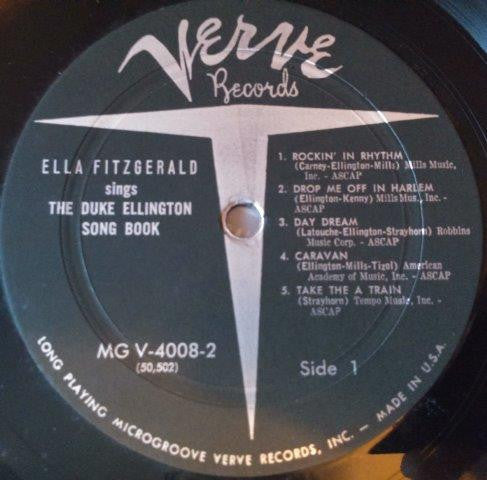 Verve
Records
ELLA FITZGERALD
sings
THE DUKE ELLINGTON
SONG BOOK
1. ROCKIN' IN RHYTHM
(Carney-Ellington-Mills) Mills Music,
Inc. - ASCAP
2. DROP ME OFF IN HARLEM
(Ellington-Kenny) Mills Mus., Inc. -
ASCAP
3. DAY DREAM
(Latouche-Ellington-Strayhorn) Robbins
Music Corp. - ASCAP
4. CARAVAN
(Ellington-Mills-Tizol) American
Academy of Music, Inc. - ASCAP
5. TAKE THE A TRAIN
(Strayhorn) Tempo Music, Inc. -
ASCAP
MG V-4008-2
(50,502)
Side 1
LONG PLAYING MICROGROOVE VERVE RECORDS, INC. — MADE IN U.S.A.